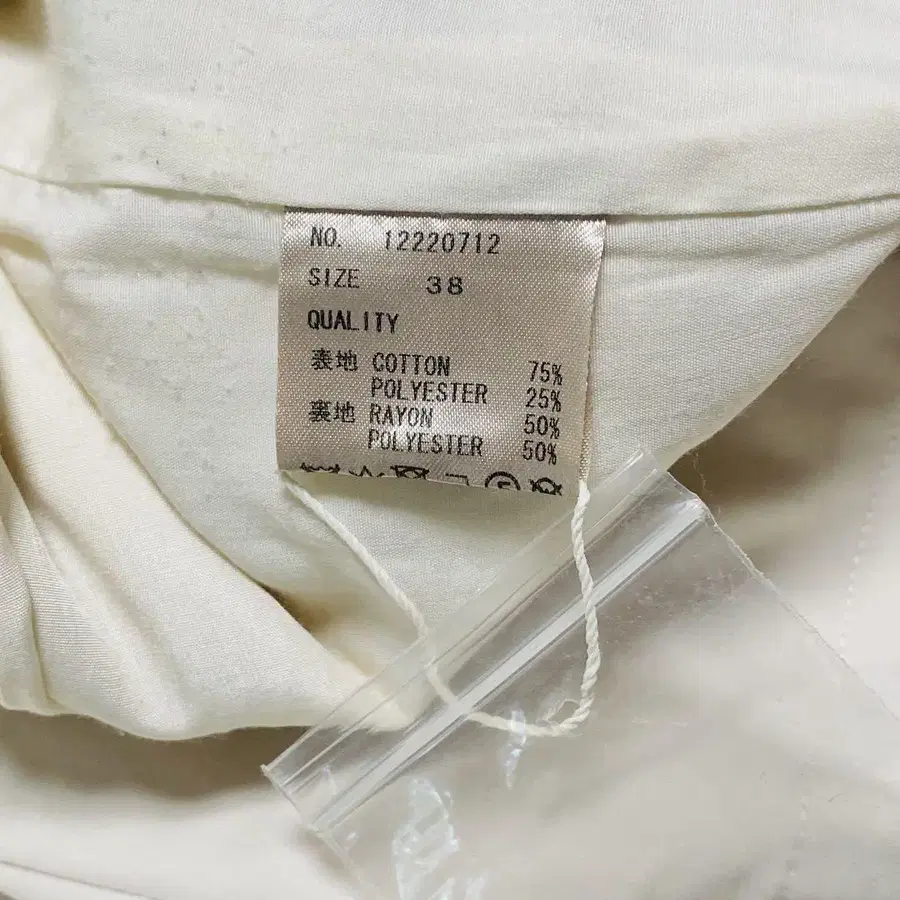 NO. 12220712
SIZE 38
QUALITY
表地 COTTON 75%
POLYESTER 25%
裏地 RAYON 50%
POLYESTER 50%